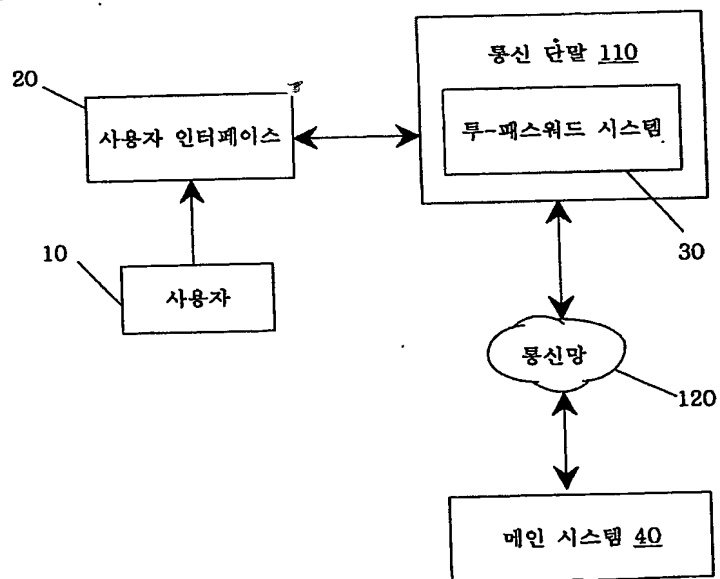 통신 단말 110
20
사용자 인터페이스
투-패스워드 시스템
10
30
사용자
통신망
120
메인 시스템 40